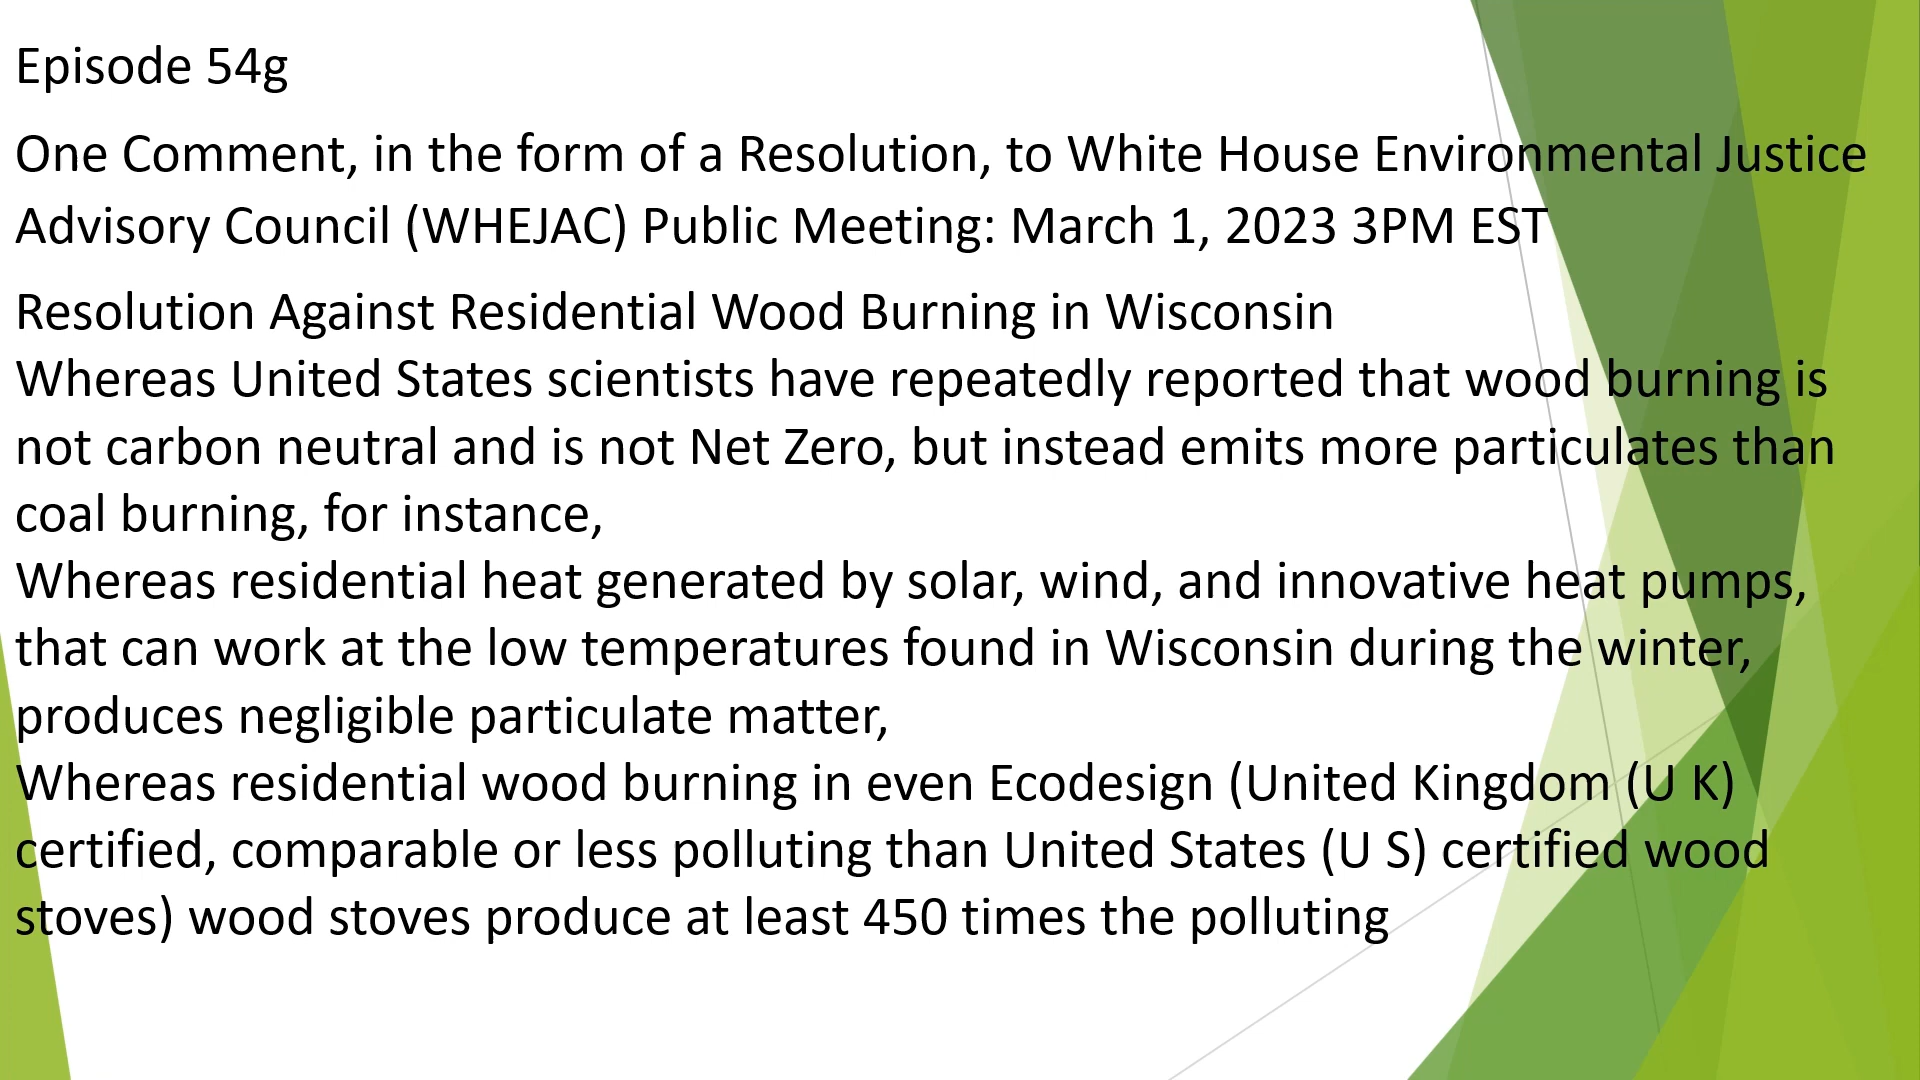 Episode 54g
One Comment, in the form of a Resolution, to White House Environmental Justice
Advisory Council (WHEJAC) Public Meeting: March 1, 2023 3PM EST
Resolution Against Residential Wood Burning in Wisconsin
Whereas United States scientists have repeatedly reported that wood burning is
not carbon neutral and is not Net Zero, but instead emits more particulates than
coal burning, for instance,
Whereas residential heat generated by solar, wind, and innovative heat pumps,
that can work at the low temperatures found in Wisconsin during the winter,
produces negligible particulate matter,
Whereas residential wood burning in even Ecodesign (United Kingdom (U K)
certified, comparable or less polluting than United States (U S) certified wood
stoves) wood stoves produce at least 450 times the polluting